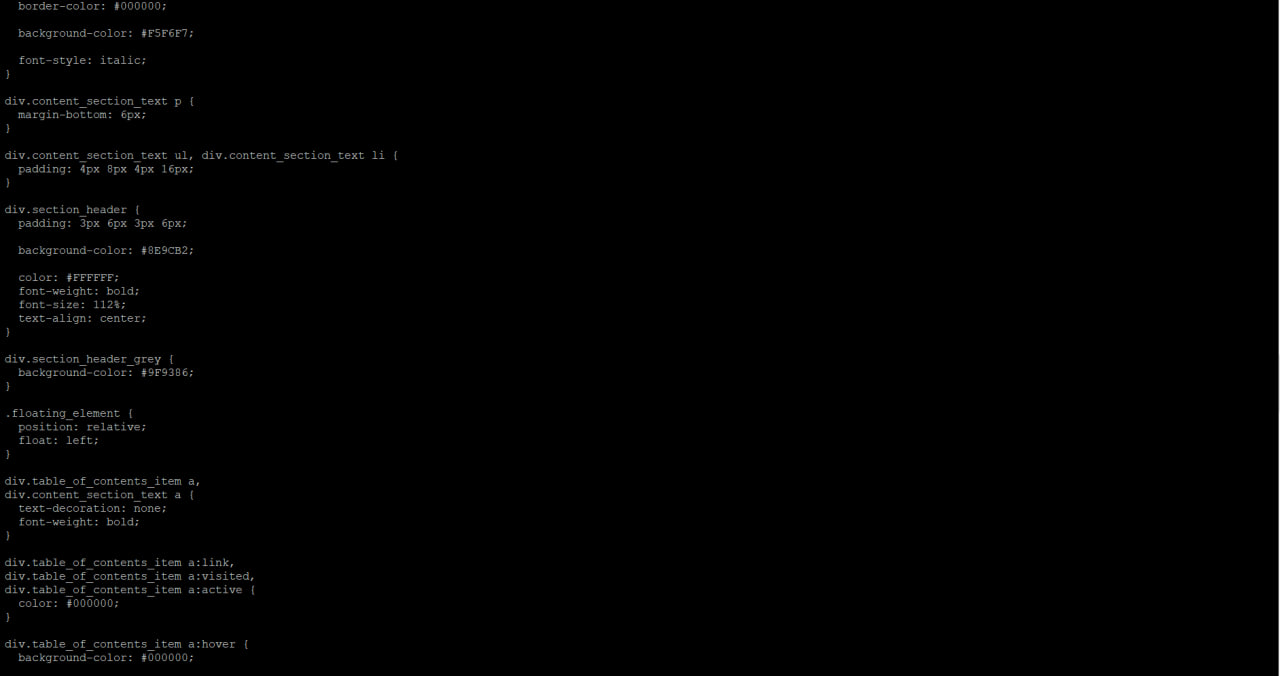 border-color: #000000;

  background-color: #F5F6F7;

  font-style: italic;
}

div.content_section_text p {
  margin-bottom: 6px;
}

div.content_section_text ul, div.content_section_text li {
  padding: 4px 8px 4px 16px;
}

div.section_header {
  padding: 3px 6px 3px 6px;

  background-color: #8E9CB2;

  color: #FFFFFF;
  font-weight: bold;
  font-size: 112%;
  text-align: center;
}

div.section_header_grey {
  background-color: #9F9386;
}

.floating_element {
  position: relative;
  float: left;
}

div.table_of_contents_item a,
div.content_section_text a {
  text-decoration: none;
  font-weight: bold;
}

div.table_of_contents_item a:link,
div.table_of_contents_item a:visited,
div.table_of_contents_item a:active {
  color: #000000;
}

div.table_of_contents_item a:hover {
  background-color: #000000;